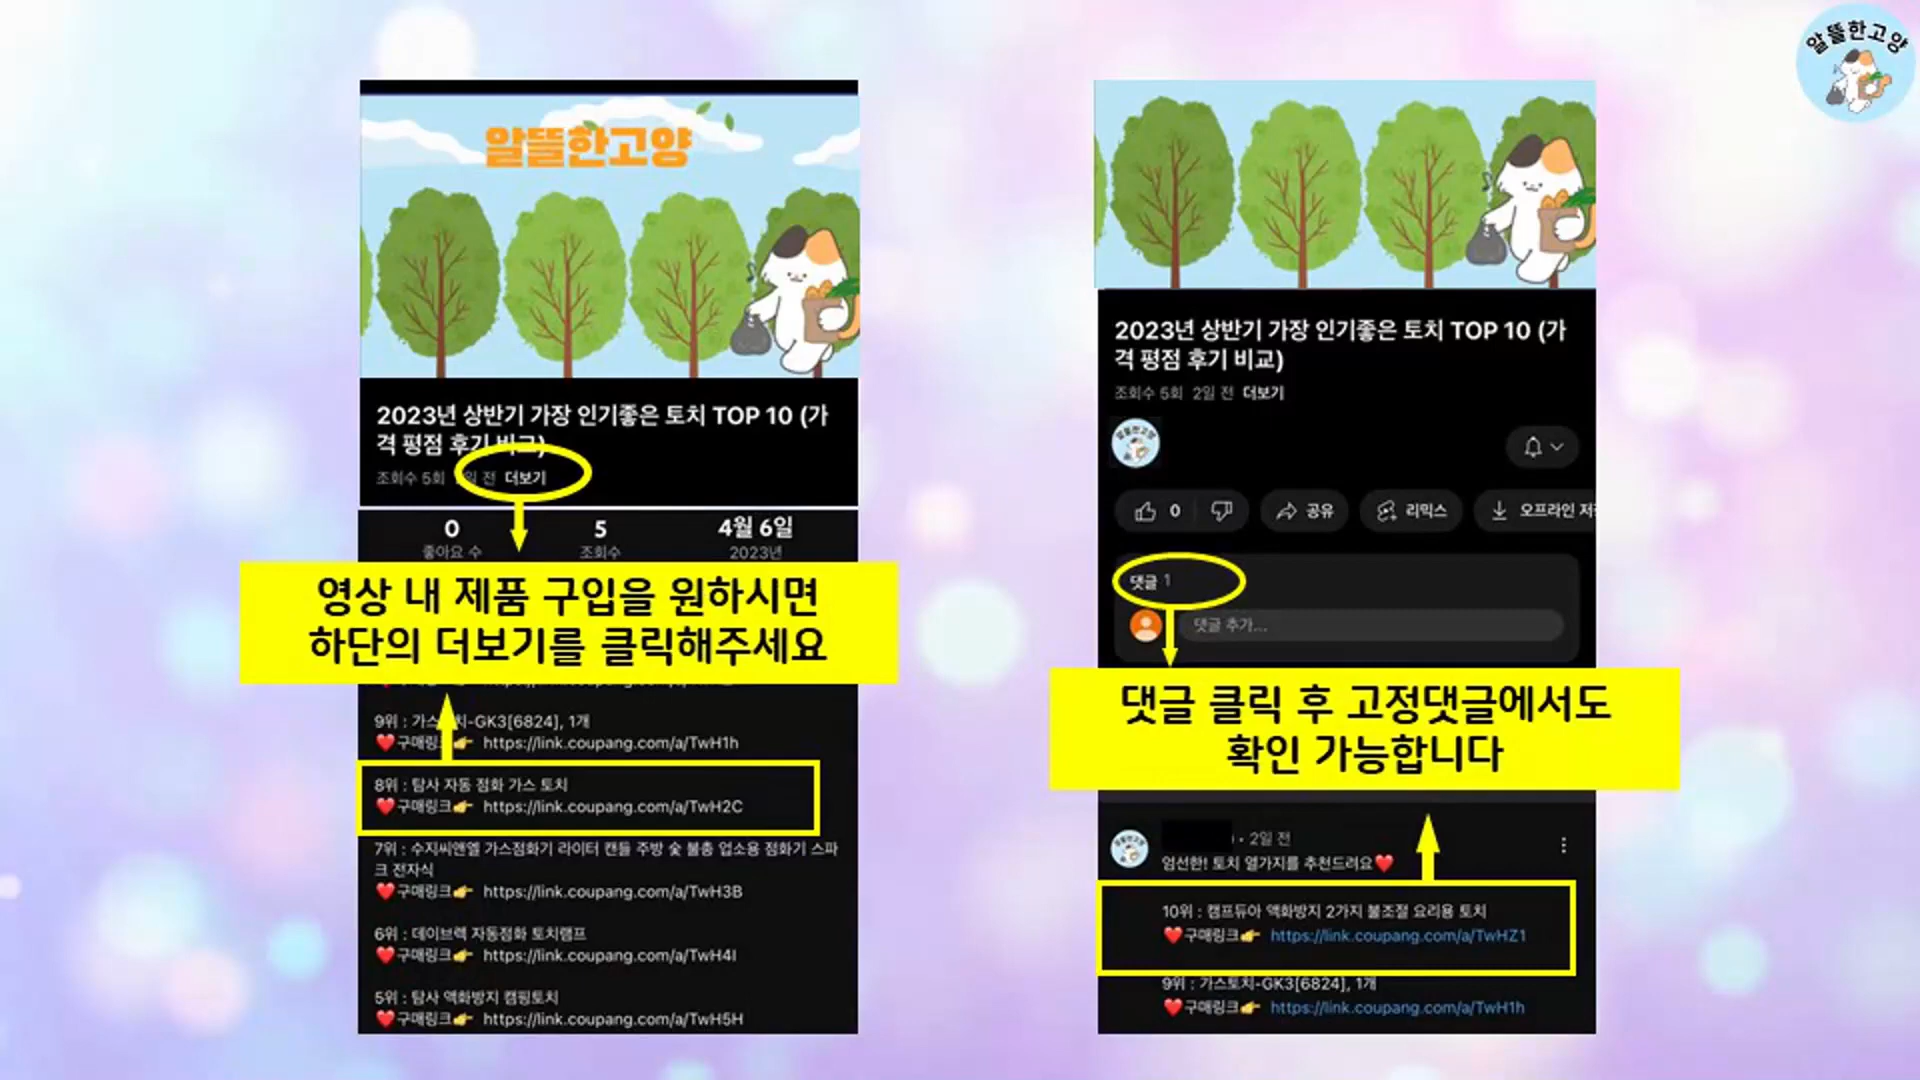 알뜰한고양
알뜰한고양
2023년 상반기 가장 인기좋은 토치 TOP 10 (가
격 평점 후기 비교)
조회수 5회 일 전 더보기
0 5 4월 6일
좋아요 수 조회수 2023년
영상 내 제품 구입을 원하시면
하단의 더보기를 클릭해주세요
9위 : 가스토치-GK3[6824], 1개
❤️구매링크👉 https://link.coupang.com/a/TwH1h
8위 : 탐사 자동 점화 가스 토치
❤️구매링크👉 https://link.coupang.com/a/TwH2C
7위 : 수지씨앤엘 가스점화기 라이터 캔들 주방 숯 불총 업소용 점화기 스파
크 전자식
❤️구매링크👉 https://link.coupang.com/a/TwH3B
6위 : 데이브렉 자동점화 토치램프
❤️구매링크👉 https://link.coupang.com/a/TwH4I
5위 : 탐사 액화방지 캠핑토치
❤️구매링크👉 https://link.coupang.com/a/TwH5H
2023년 상반기 가장 인기좋은 토치 TOP 10 (가
격 평점 후기 비교)
조회수 5회 2일 전 더보기
알뜰한고양
0 공유 리믹스 오프라인 저
댓글 1
댓글 추가...
댓글 클릭 후 고정댓글에서도
확인 가능합니다
알뜰한고양
• 2일 전
엄선한! 토치 열가지를 추천드려요❤️
10위 : 캠프듀아 액화방지 2가지 불조절 요리용 토치
❤️구매링크👉 https://link.coupang.com/a/TwHZ1
9위 : 가스토치-GK3[6824], 1개
❤️구매링크👉 https://link.coupang.com/a/TwH1h